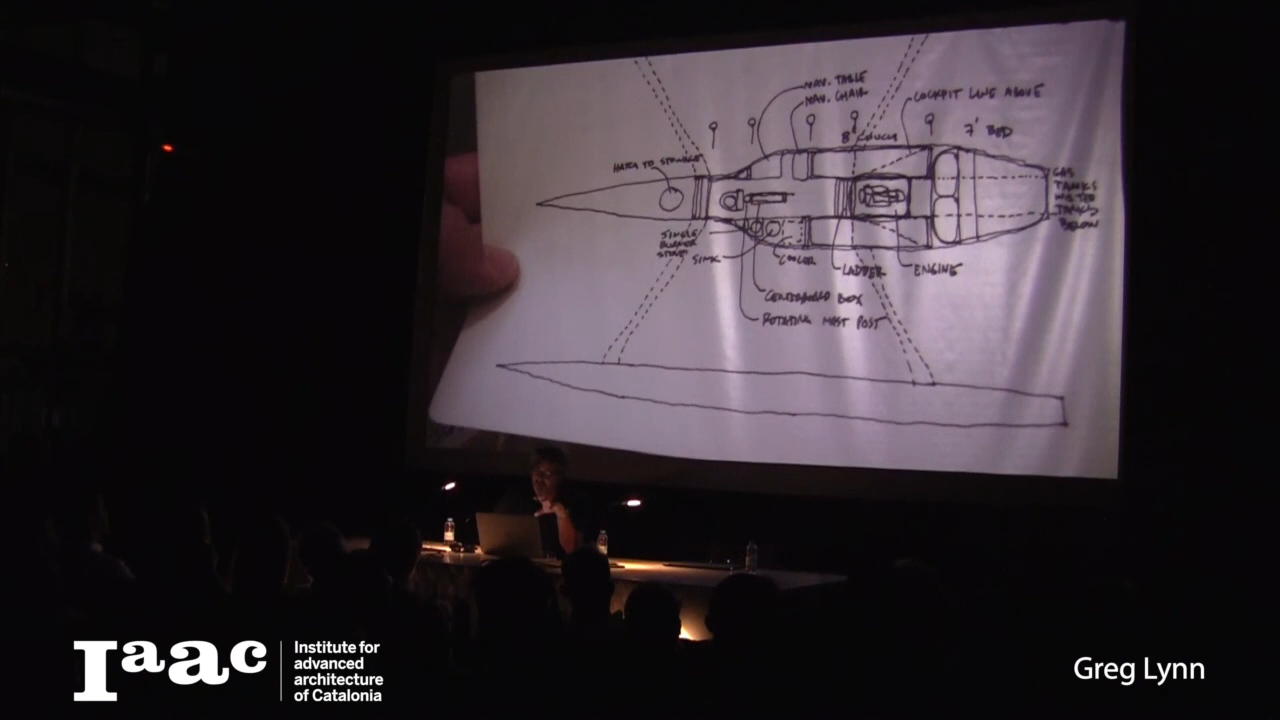 NAV. TABLE
NAV. CHAIR
COCKPIT LINE ABOVE
8' COUCH
7' BED
HATCH TO STORAGE
GAS
TANKS
TANKS
BELOW
SINGLE
BURNER
STOVE
SINK
COOLER
LADDER
ENGINE
CENTERBOARD BOX
ROTATING MAST POST
Iaac
Institute for
advanced
architecture
of Catalonia
Greg Lynn